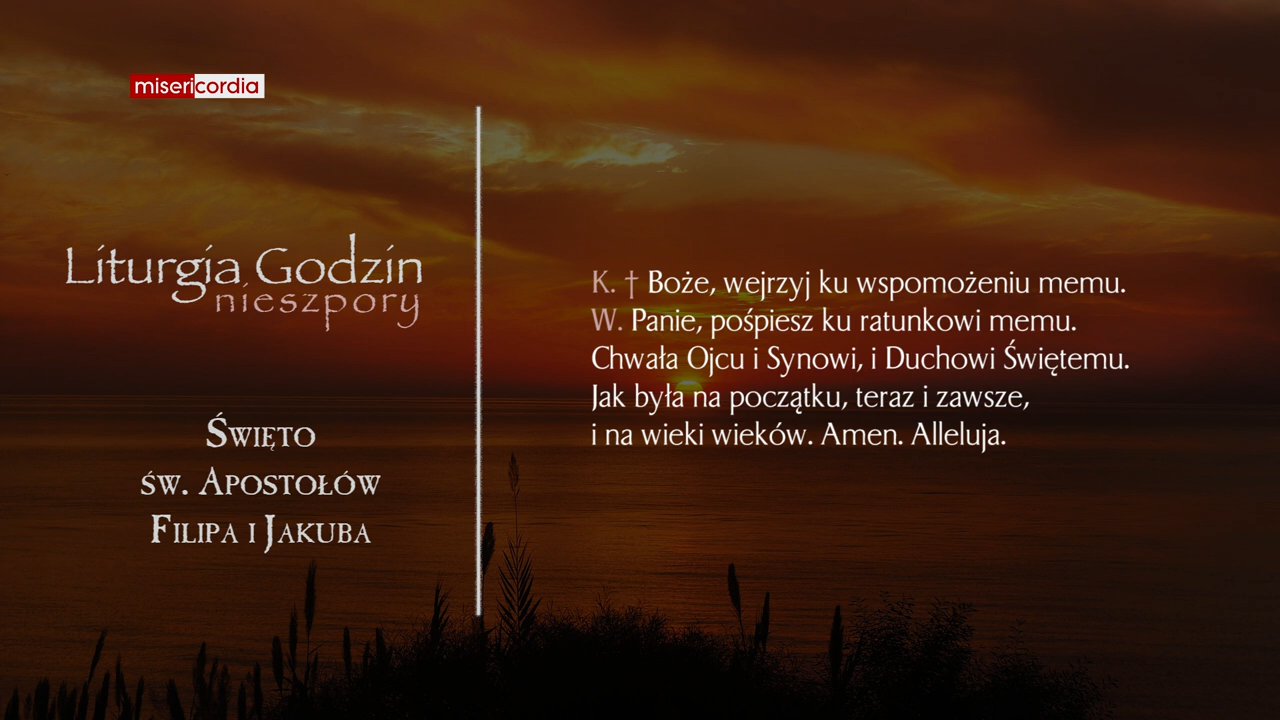 misericordia
Liturgia Godzin
nieszpory
Święto
św. Apostołów
Filipa i Jakuba
K. † Boże, wejrzyj ku wspomożeniu memu.
W. Panie, pośpiesz ku ratunkowi memu.
Chwała Ojcu i Synowi, i Duchowi Świętemu.
Jak była na początku, teraz i zawsze,
i na wieki wieków. Amen. Alleluja.